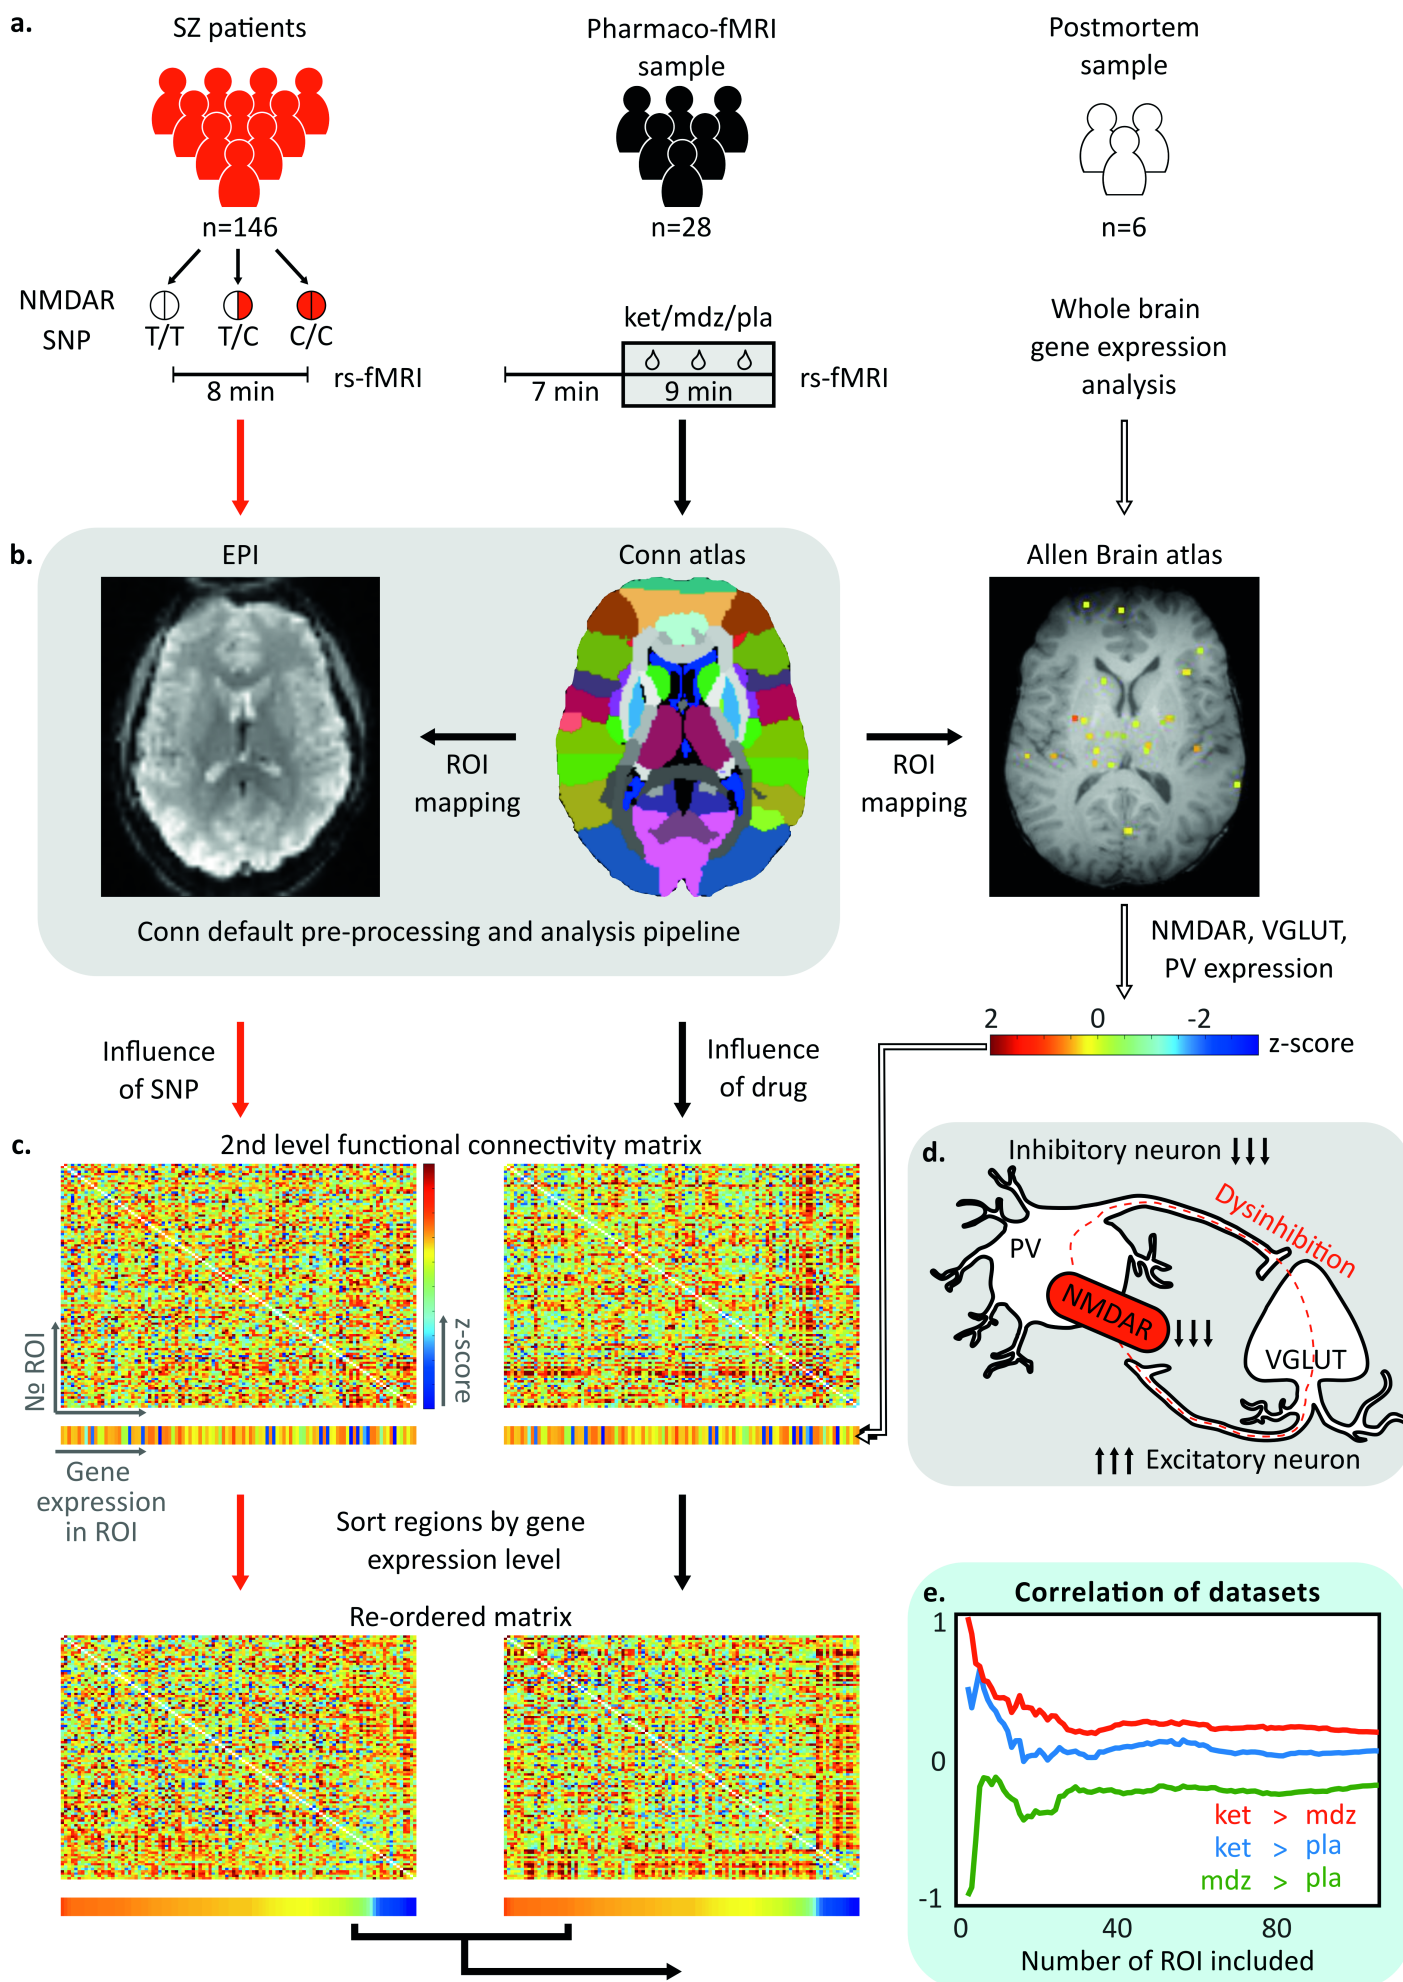 a.
SZ patients
Pharmaco-fMRI
sample
Postmortem
sample
n=146
n=28
n=6
NMDAR
SNP
T/T
T/C
C/C
8 min
rs-fMRI
ket/mdz/pla
7 min
9 min
rs-fMRI
Whole brain
gene expression
analysis
b.
EPI
Conn atlas
Allen Brain atlas
ROI
mapping
ROI
mapping
Conn default pre-processing and analysis pipeline
NMDAR, VGLUT,
PV expression
2
0
-2
z-score
Influence
of SNP
Influence
of drug
c.
2nd level functional connectivity matrix
№ ROI
z-score
Gene
expression
in ROI
Sort regions by gene
expression level
Re-ordered matrix
d.
Inhibitory neuron
Dysinhibition
PV
NMDAR
VGLUT
Excitatory neuron
e.
Correlation of datasets
1
0
-1
ket > mdz
ket > pla
mdz > pla
0
40
80
Number of ROI included